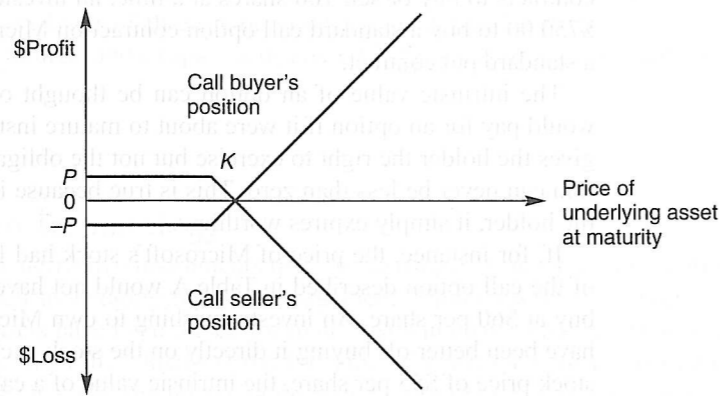 $Profit
Call buyer's
position
K
P
0
–P
Price of
underlying asset
at maturity
Call seller's
position
$Loss